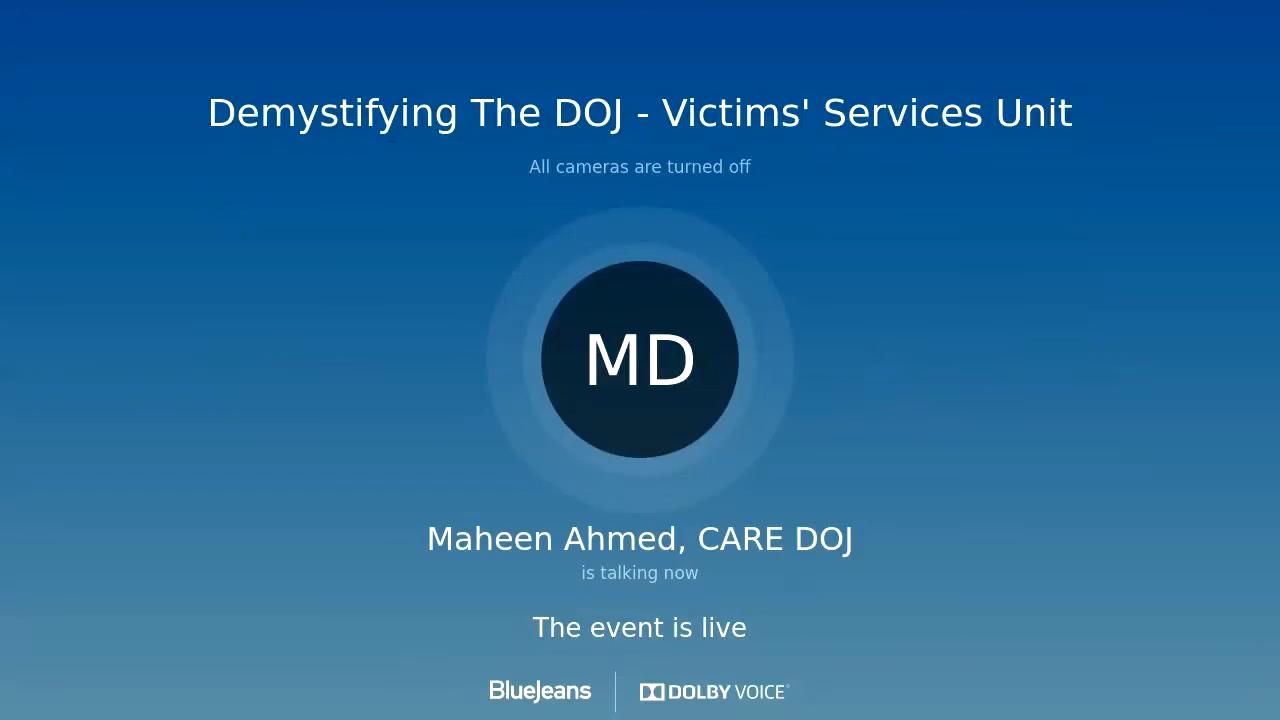 Demystifying The DOJ - Victims' Services Unit
All cameras are turned off
MD
Maheen Ahmed, CARE DOJ
is talking now
The event is live
BlueJeans DOLBY VOICE